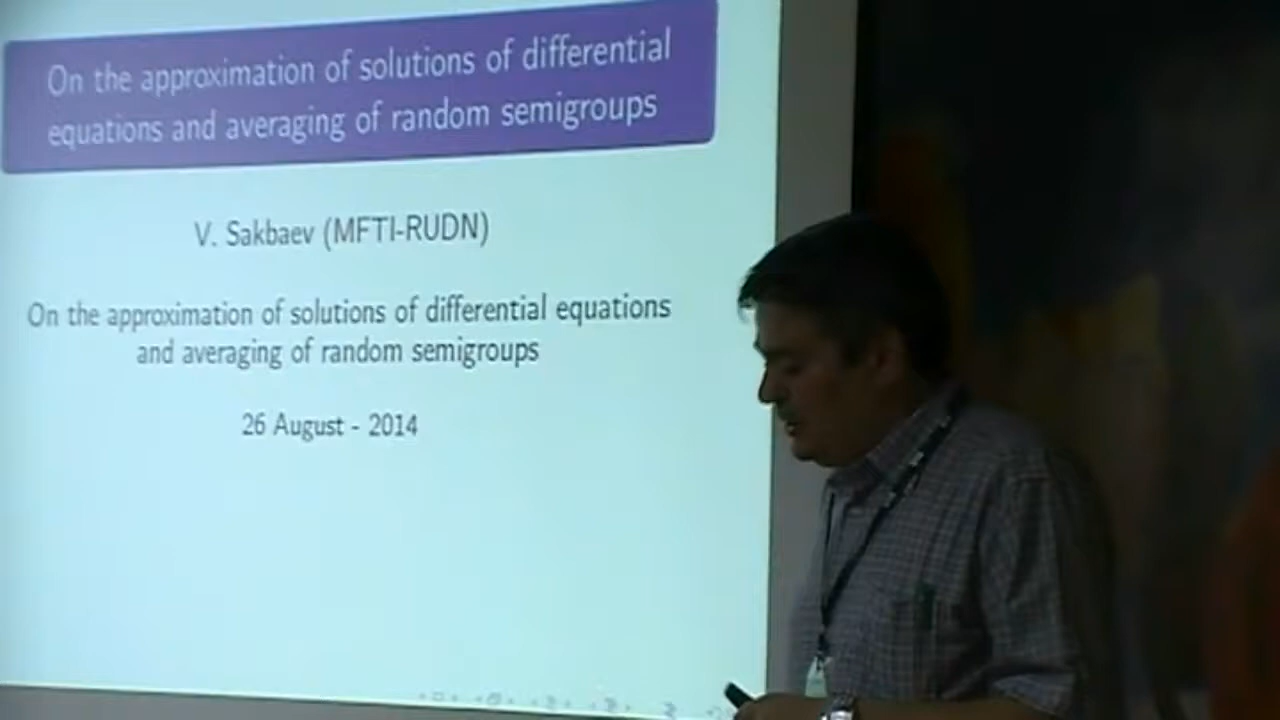 On the approximation of solutions of differential
equations and averaging of random semigroups
V. Sakbaev (MFTI-RUDN)
On the approximation of solutions of differential equations
and averaging of random semigroups
26 August - 2014